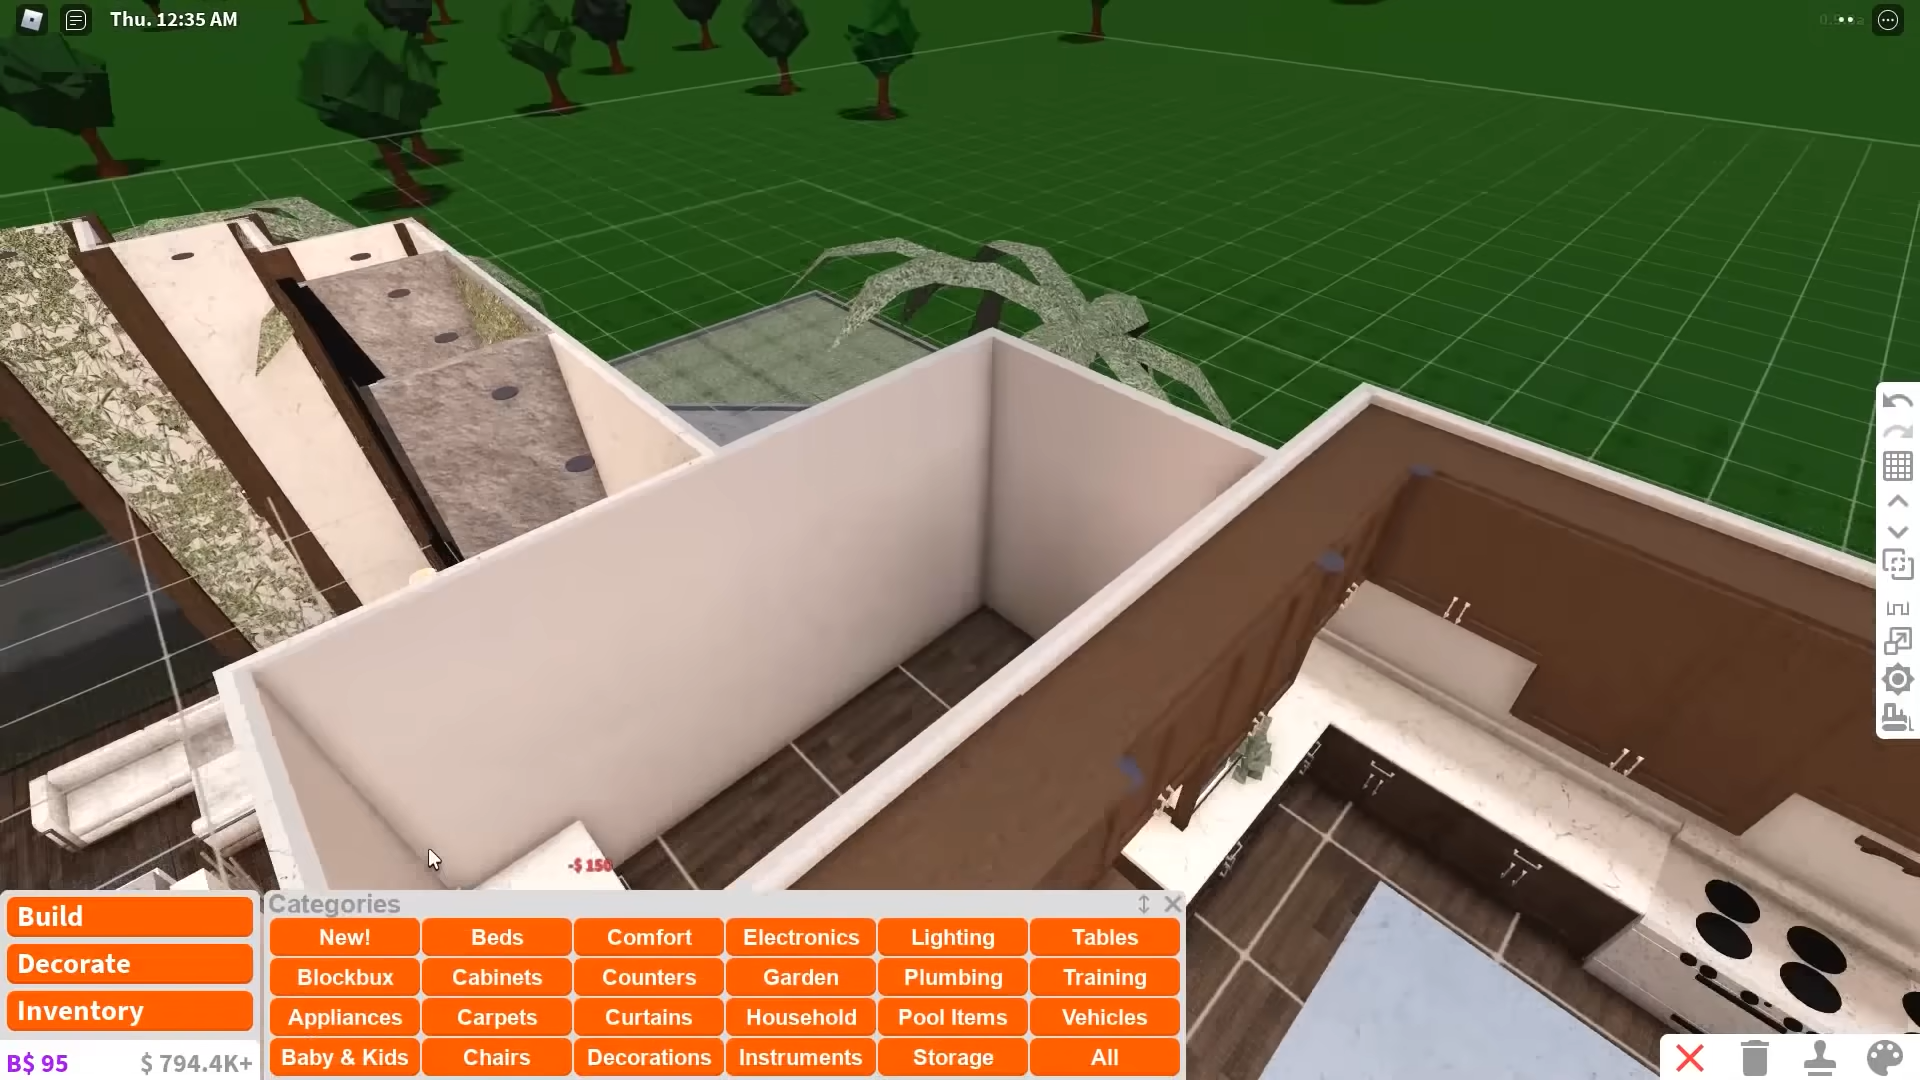 Thu. 12:35 AM
-$ 150
Categories
New! Beds Comfort Electronics Lighting Tables
Blockbux Cabinets Counters Garden Plumbing Training
Appliances Carpets Curtains Household Pool Items Vehicles
Baby & Kids Chairs Decorations Instruments Storage All
Build
Decorate
Inventory
B$ 95 $ 794.4K+